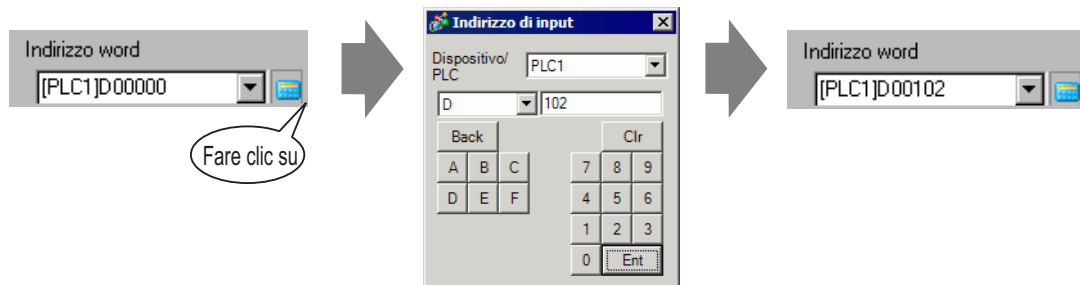 Indirizzo word
[PLC1]D00000
Fare clic su
Indirizzo di input
Dispositivo/
PLC
PLC1
D
102
Back
Clr
A B C 7 8 9
D E F 4 5 6
1 2 3
0 Ent
Indirizzo word
[PLC1]D00102